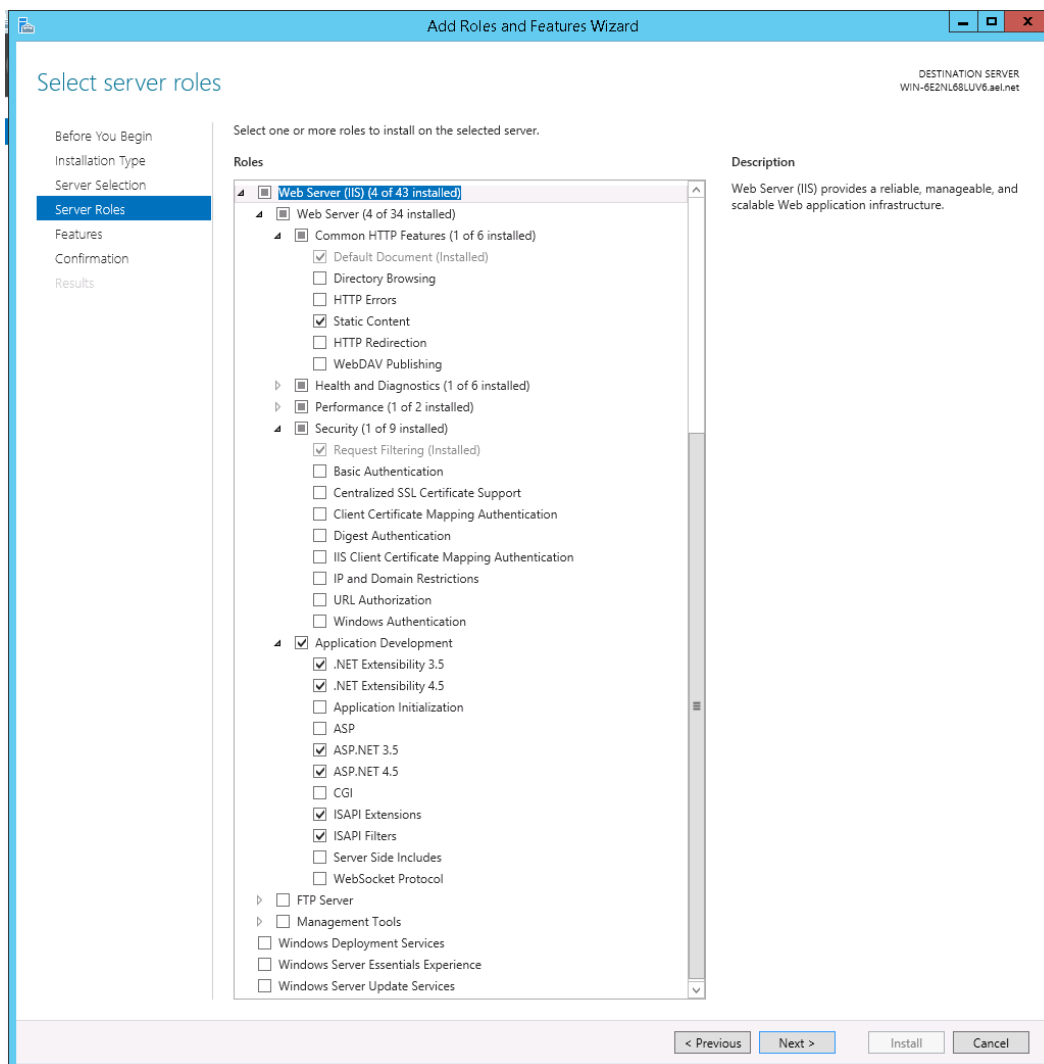 Add Roles and Features Wizard
Select server roles
DESTINATION SERVER
WIN-6E2NL68LUV6.ael.net
Before You Begin
Installation Type
Server Selection
Server Roles
Features
Confirmation
Results
Select one or more roles to install on the selected server.
Roles
Web Server (IIS) (4 of 43 installed)
Web Server (4 of 34 installed)
Common HTTP Features (1 of 6 installed)
Default Document (Installed)
Directory Browsing
HTTP Errors
Static Content
HTTP Redirection
WebDAV Publishing
Health and Diagnostics (1 of 6 installed)
Performance (1 of 2 installed)
Security (1 of 9 installed)
Request Filtering (Installed)
Basic Authentication
Centralized SSL Certificate Support
Client Certificate Mapping Authentication
Digest Authentication
IIS Client Certificate Mapping Authentication
IP and Domain Restrictions
URL Authorization
Windows Authentication
Application Development
.NET Extensibility 3.5
.NET Extensibility 4.5
Application Initialization
ASP
ASP.NET 3.5
ASP.NET 4.5
CGI
ISAPI Extensions
ISAPI Filters
Server Side Includes
WebSocket Protocol
FTP Server
Management Tools
Windows Deployment Services
Windows Server Essentials Experience
Windows Server Update Services
Description
Web Server (IIS) provides a reliable, manageable, and
scalable Web application infrastructure.
< Previous
Next >
Install
Cancel